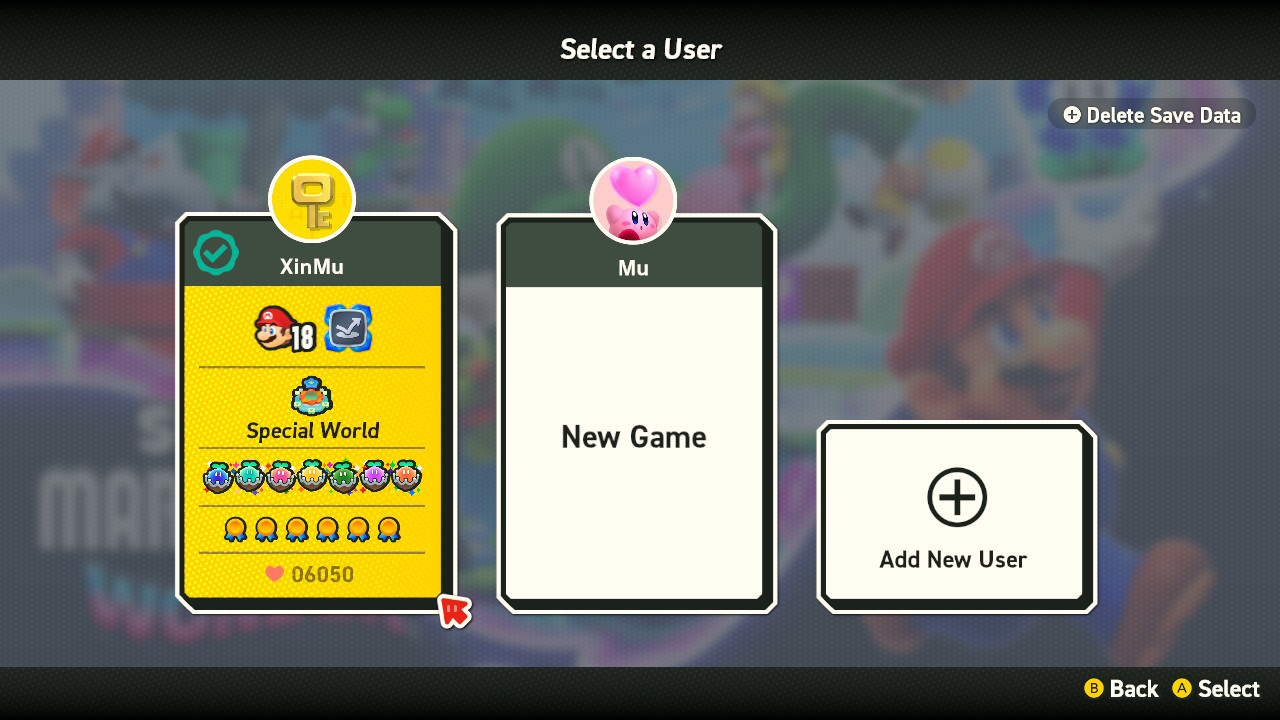 Select a User
Delete Save Data
XinMu
18
Special World
06050
Mu
New Game
Add New User
B Back A Select